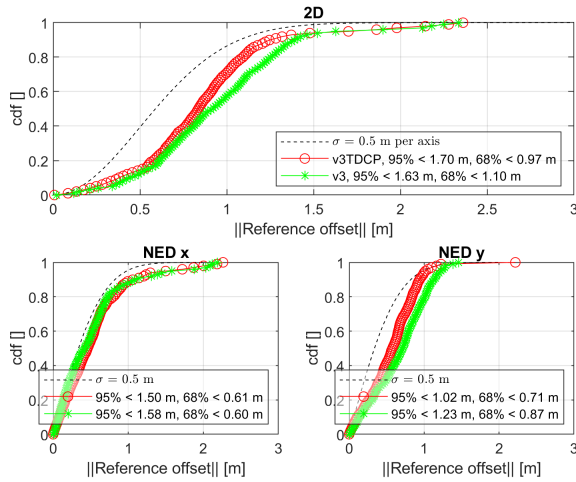 2D
cdf []
1
0.8
0.6
0.4
0.2
0
0
0.5
1
1.5
2
2.5
3
||Reference offset|| [m]
σ = 0.5 m per axis
v3TDCP, 95% < 1.70 m, 68% < 0.97 m
v3, 95% < 1.63 m, 68% < 1.10 m
NED x
cdf []
1
0.8
0.6
0.4
0.2
0
0
1
2
3
||Reference offset|| [m]
σ = 0.5 m
95% < 1.50 m, 68% < 0.61 m
95% < 1.58 m, 68% < 0.60 m
NED y
cdf []
1
0.8
0.6
0.4
0.2
0
0
1
2
3
||Reference offset|| [m]
σ = 0.5 m
95% < 1.02 m, 68% < 0.71 m
95% < 1.23 m, 68% < 0.87 m